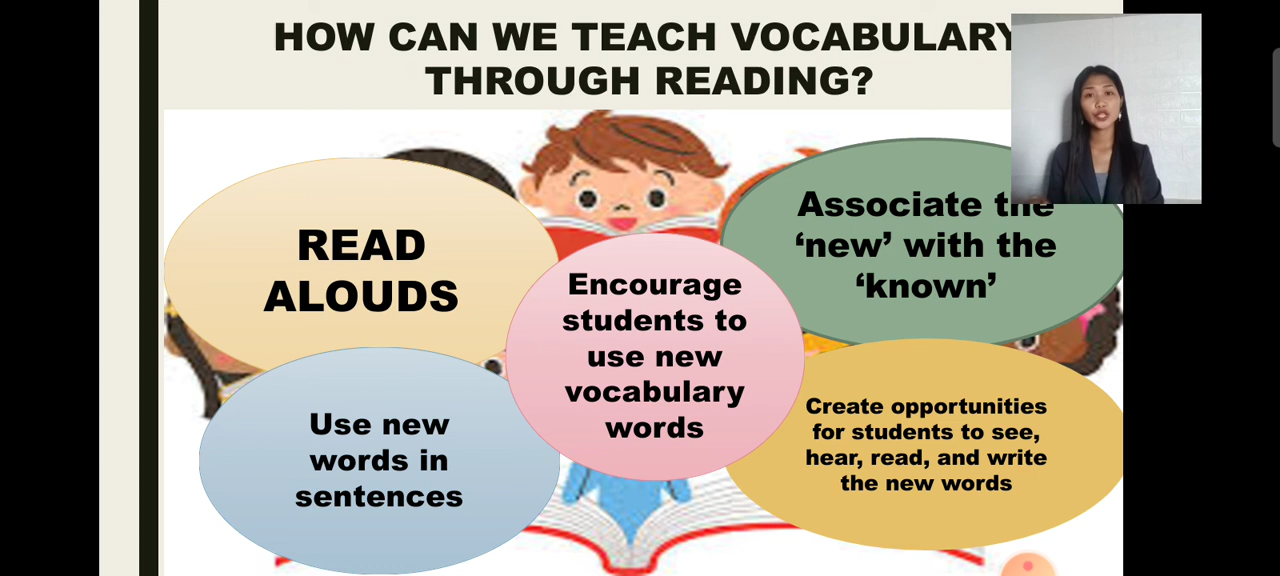 HOW CAN WE TEACH VOCABULARY
THROUGH READING?
READ
ALOUDS
Associate the
‘new’ with the
‘known’
Encourage
students to
use new
vocabulary
words
Use new
words in
sentences
Create opportunities
for students to see,
hear, read, and write
the new words